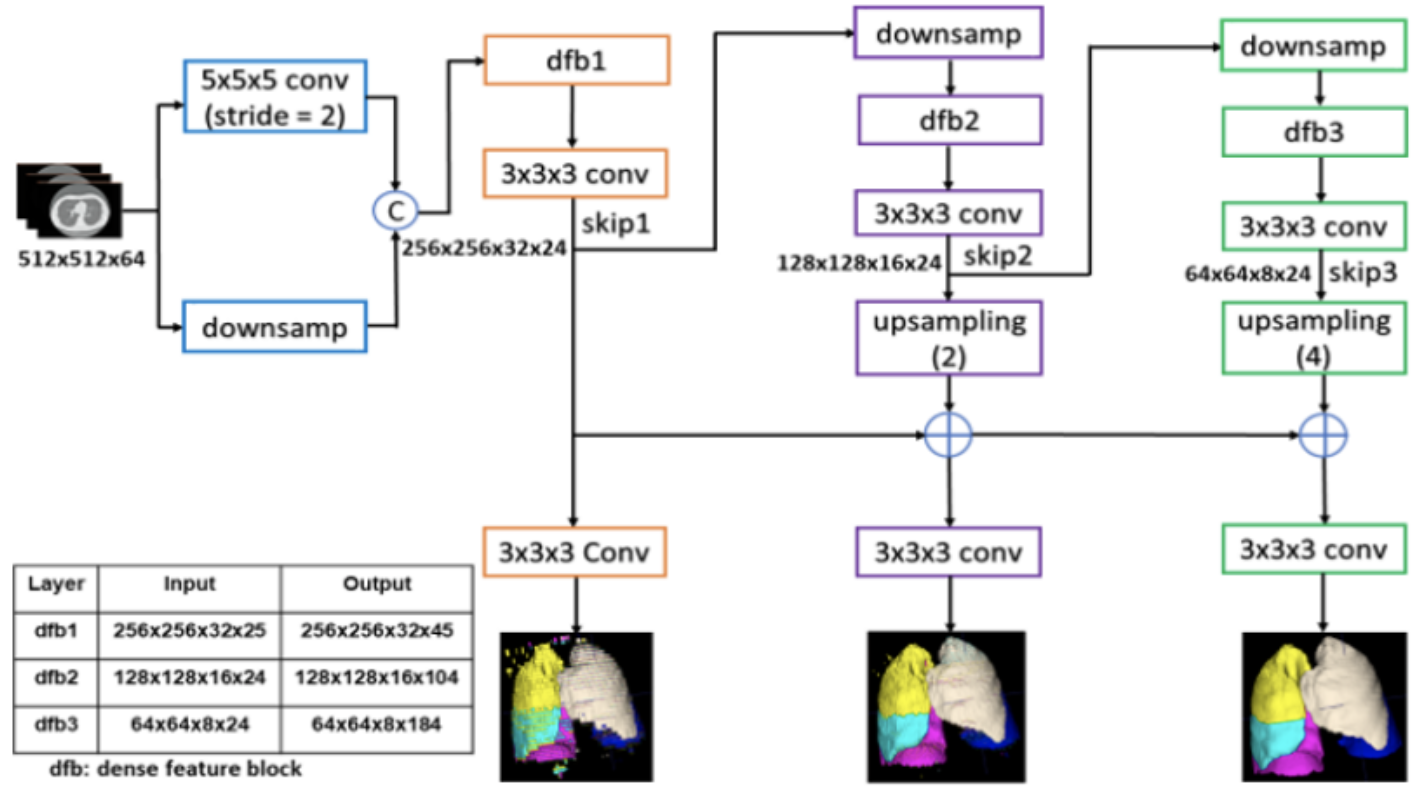 512x512x64
5x5x5 conv
(stride = 2)
downsamp
C
256x256x32x24
dfb1
3x3x3 conv
skip1
3x3x3 Conv
downsamp
dfb2
3x3x3 conv
128x128x16x24
skip2
upsampling
(2)
3x3x3 conv
downsamp
dfb3
3x3x3 conv
64x64x8x24
skip3
upsampling
(4)
3x3x3 conv
Layer Input Output
dfb1 256x256x32x25 256x256x32x45
dfb2 128x128x16x24 128x128x16x104
dfb3 64x64x8x24 64x64x8x184
dfb: dense feature block